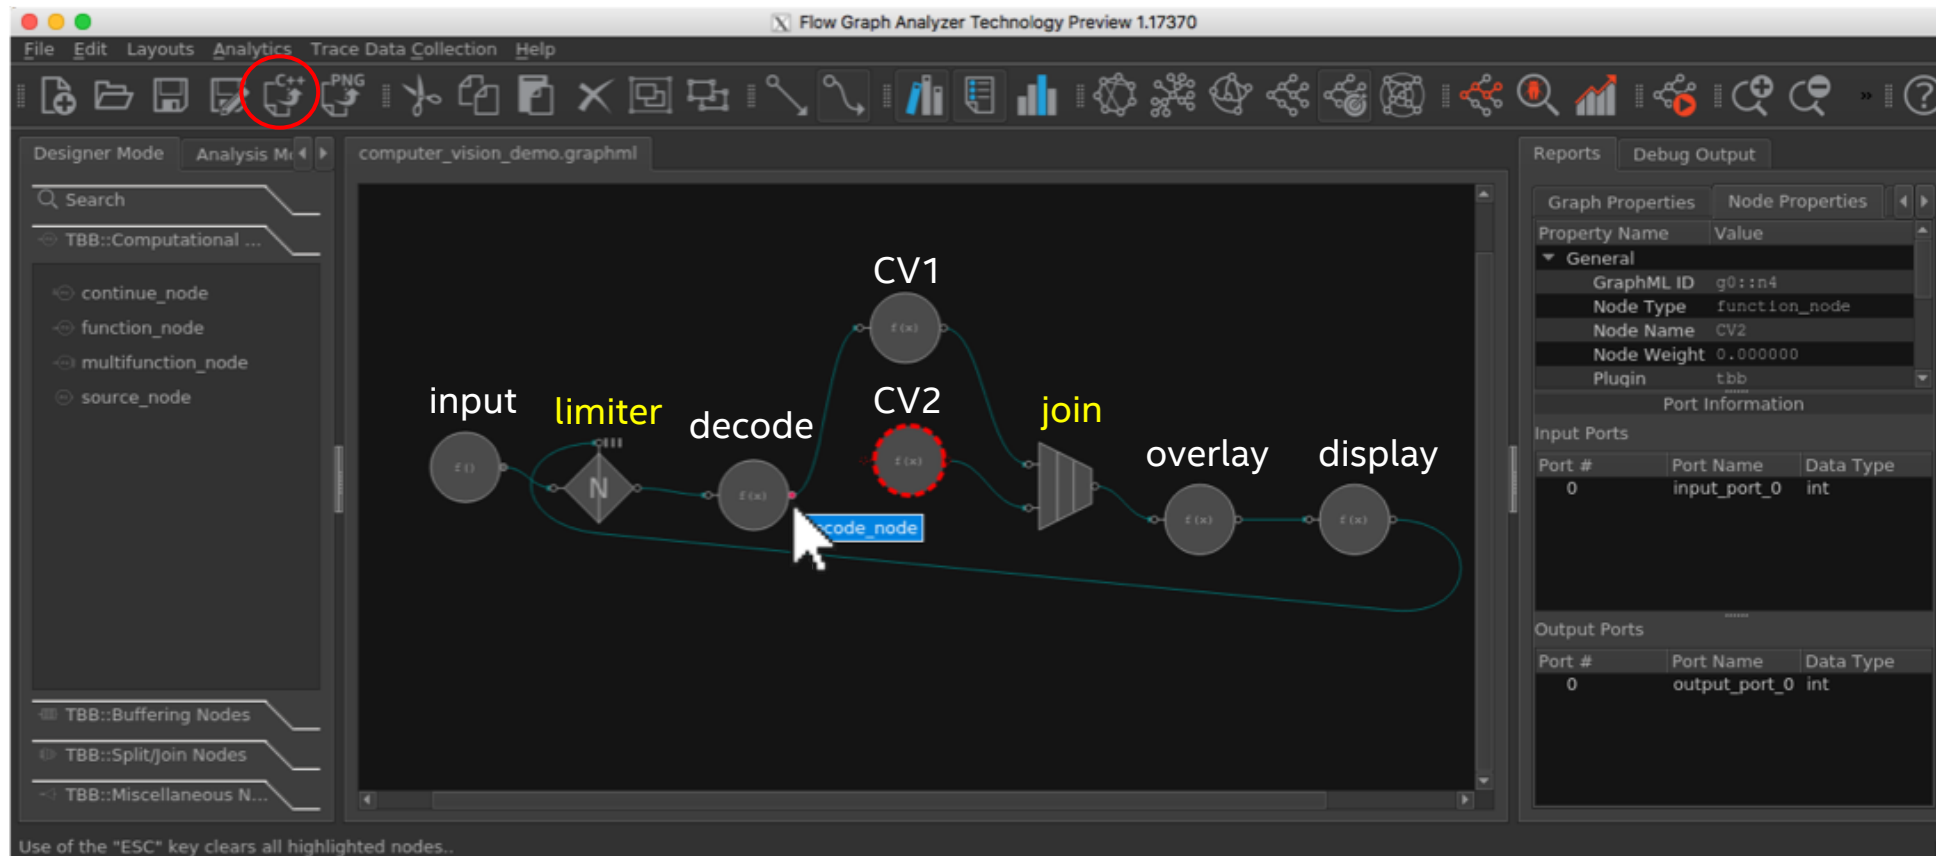 Flow Graph Analyzer Technology Preview 1.17370
File Edit Layouts Analytics Trace Data Collection Help
C++ PNG
Designer Mode Analysis Mo
computer_vision_demo.graphml
Reports Debug Output
Search
TBB::Computational ...
continue_node
function_node
multifunction_node
source_node
TBB::Buffering Nodes
TBB::Split/Join Nodes
TBB::Miscellaneous N...
CV1
f(x)
CV2
f(x)
input
f()
limiter
N
decode
f(x)
code_node
join
overlay
f(x)
display
f(x)
Graph Properties Node Properties
Property Name Value
General
GraphML ID g0::n4
Node Type function_node
Node Name CV2
Node Weight 0.000000
Plugin tbb
Port Information
Input Ports
Port # Port Name Data Type
0 input_port_0 int
Output Ports
Port # Port Name Data Type
0 output_port_0 int
Use of the "ESC" key clears all highlighted nodes..